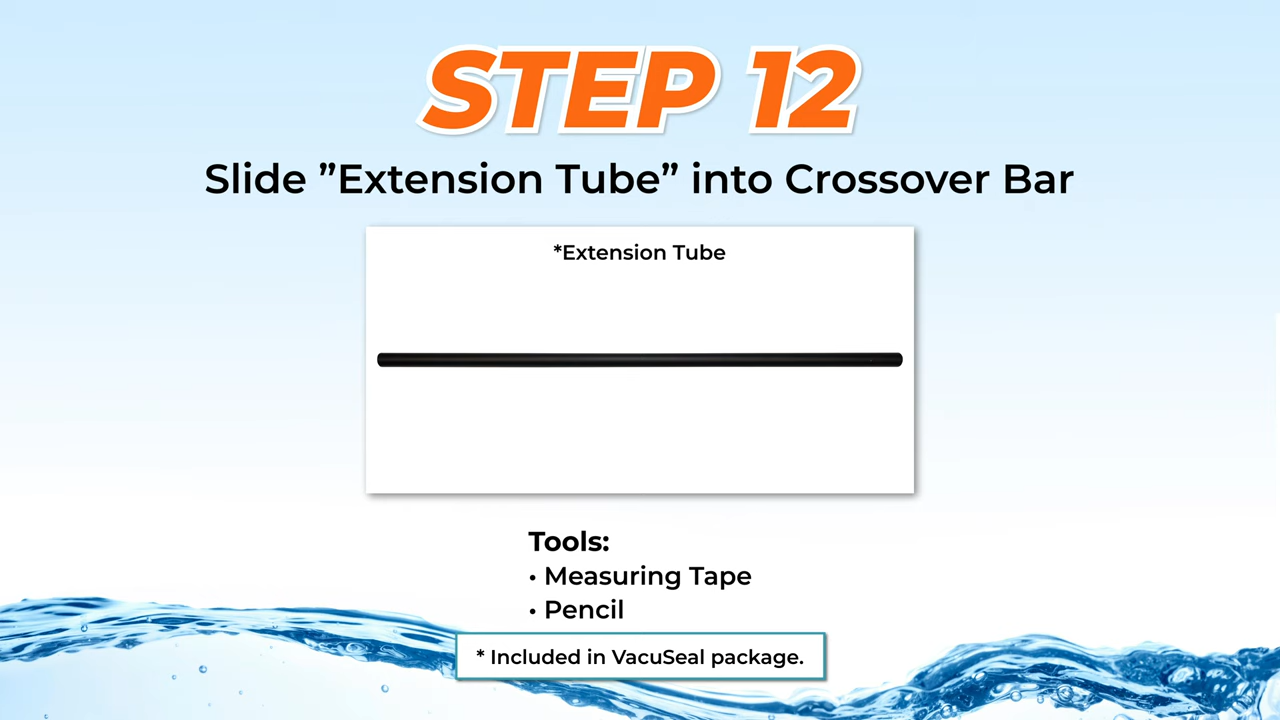 STEP 12
Slide ”Extension Tube” into Crossover Bar
*Extension Tube
Tools:
• Measuring Tape
• Pencil
* Included in VacuSeal package.